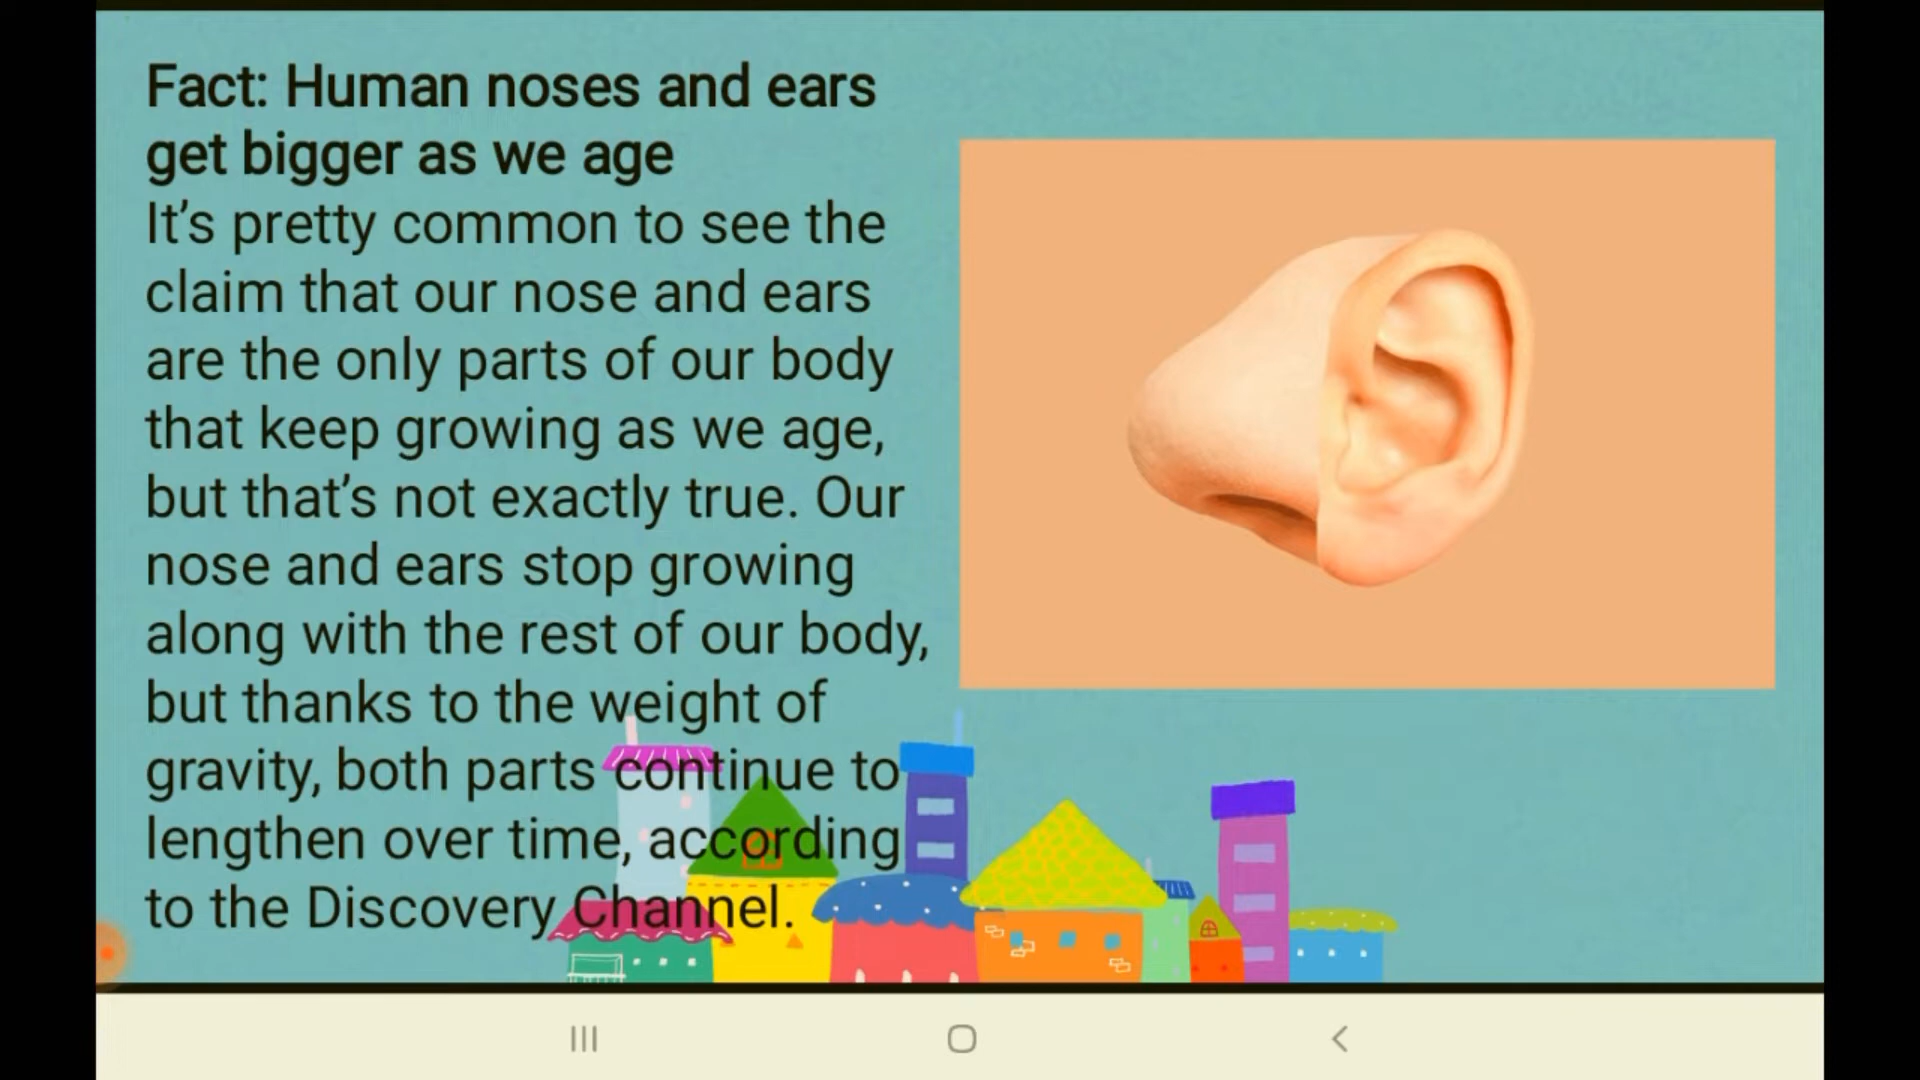 Fact: Human noses and ears
get bigger as we age
It’s pretty common to see the
claim that our nose and ears
are the only parts of our body
that keep growing as we age,
but that’s not exactly true. Our
nose and ears stop growing
along with the rest of our body,
but thanks to the weight of
gravity, both parts continue to
lengthen over time, according
to the Discovery Channel.